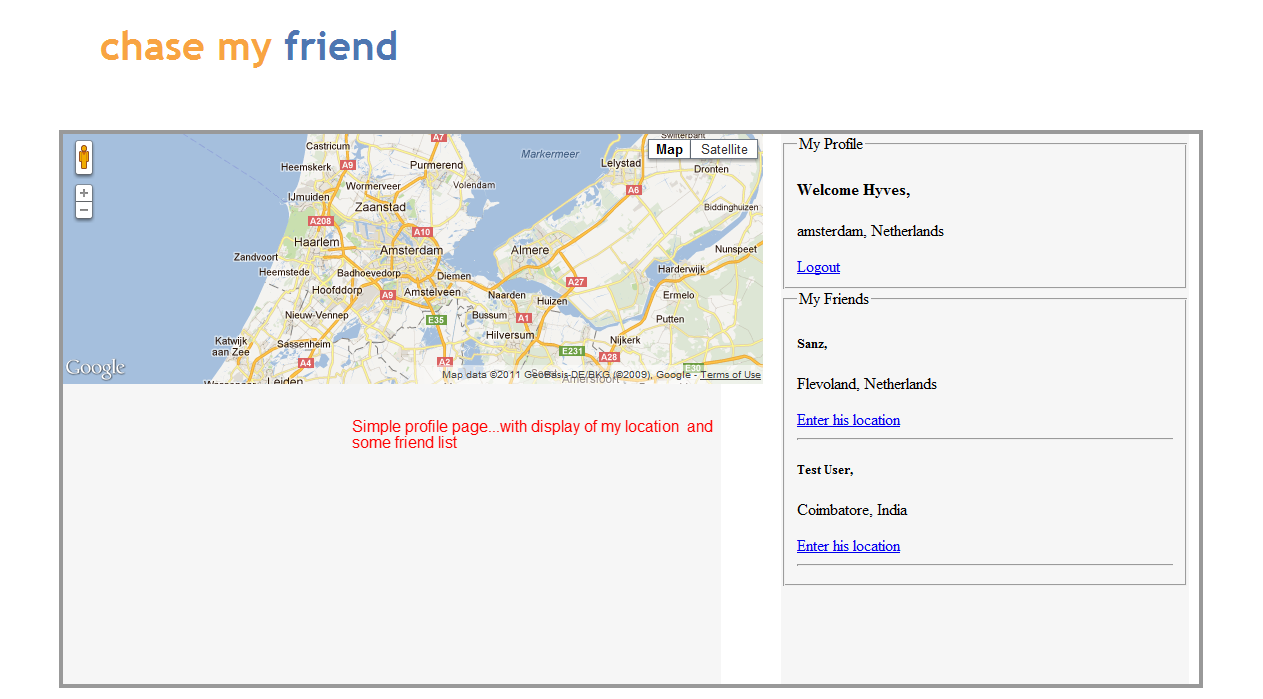 chase my friend
Castricum
A7
Swifterbant
Map
Satellite
Markermeer
Heemskerk
A9
Purmerend
Lelystad
Dronten
Wormerveer
Volendam
A6
IJmuiden
Zaanstad
Biddinghuizen
A208
A10
Haarlem
Amsterdam
Almere
Nunspeet
Zandvoort
Heemstede
Badhoevedorp
Diemen
Harderwijk
A27
Hoofddorp
A9
Amstelveen
Naarden
Huizen
Ermelo
Nieuw-Vennep
E35
Bussum
A1
Putten
Katwijk
aan Zee
Sassenheim
Hilversum
Nijkerk
E231
A28
A4
A2
E30
Google
Leiden
Amersfoort
Map data ©2011 GeoBasis-DE/BKG (©2009), Google - Terms of Use
Simple profile page...with display of my location and
some friend list
My Profile
Welcome Hyves,
amsterdam, Netherlands
Logout
My Friends
Sanz,
Flevoland, Netherlands
Enter his location
Test User,
Coimbatore, India
Enter his location